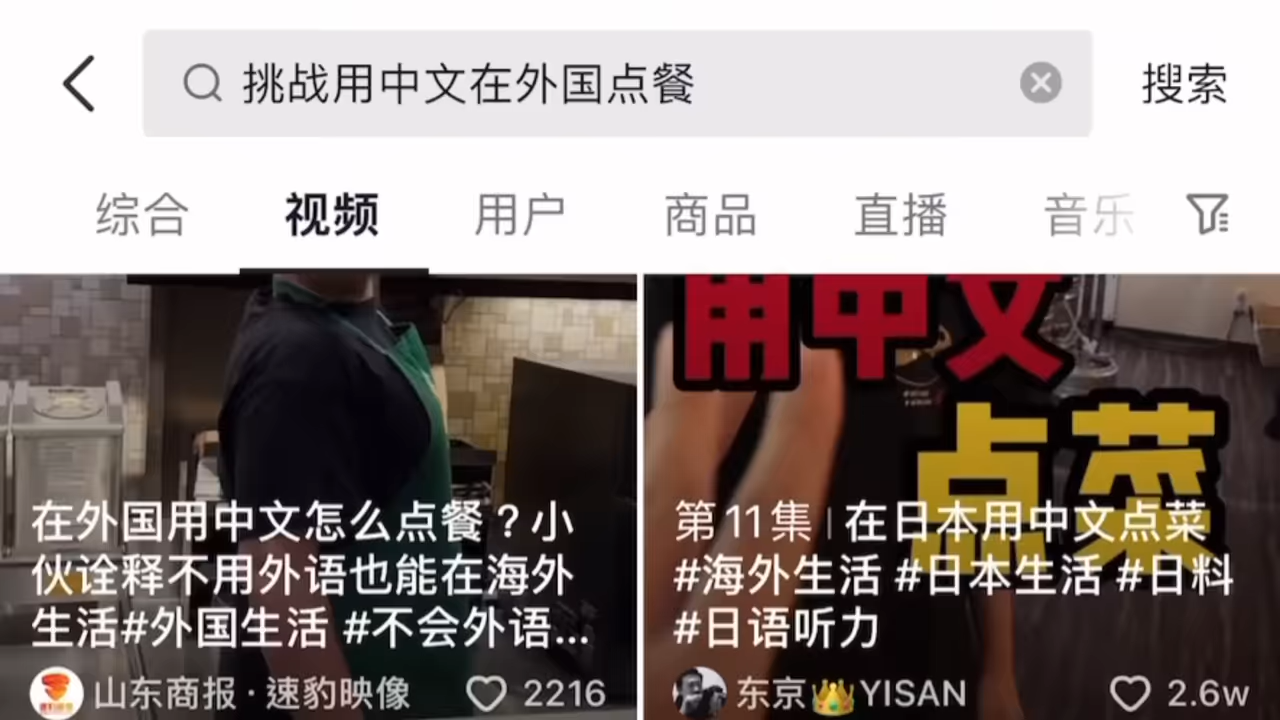 挑战用中文在外国点餐
搜索
综合
视频
用户
商品
直播
音乐
用中文
点菜
在外国用中文怎么点餐？小
伙诠释不用外语也能在海外
生活#外国生活 #不会外语...
山东商报·速豹映像
2216
第11集 | 在日本用中文点菜
#海外生活 #日本生活 #日料
#日语听力
东京👑YISAN
2.6w